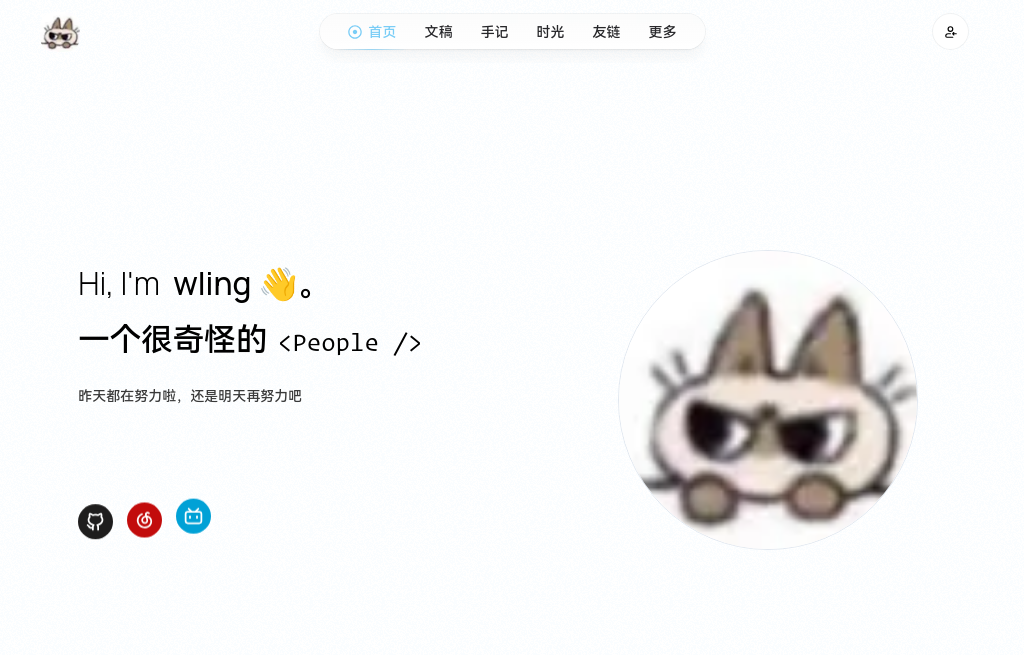 首页 文稿 手记 时光 友链 更多
Hi, I'm wling 👋。
一个很奇怪的 <People />
昨天都在努力啦，还是明天再努力吧